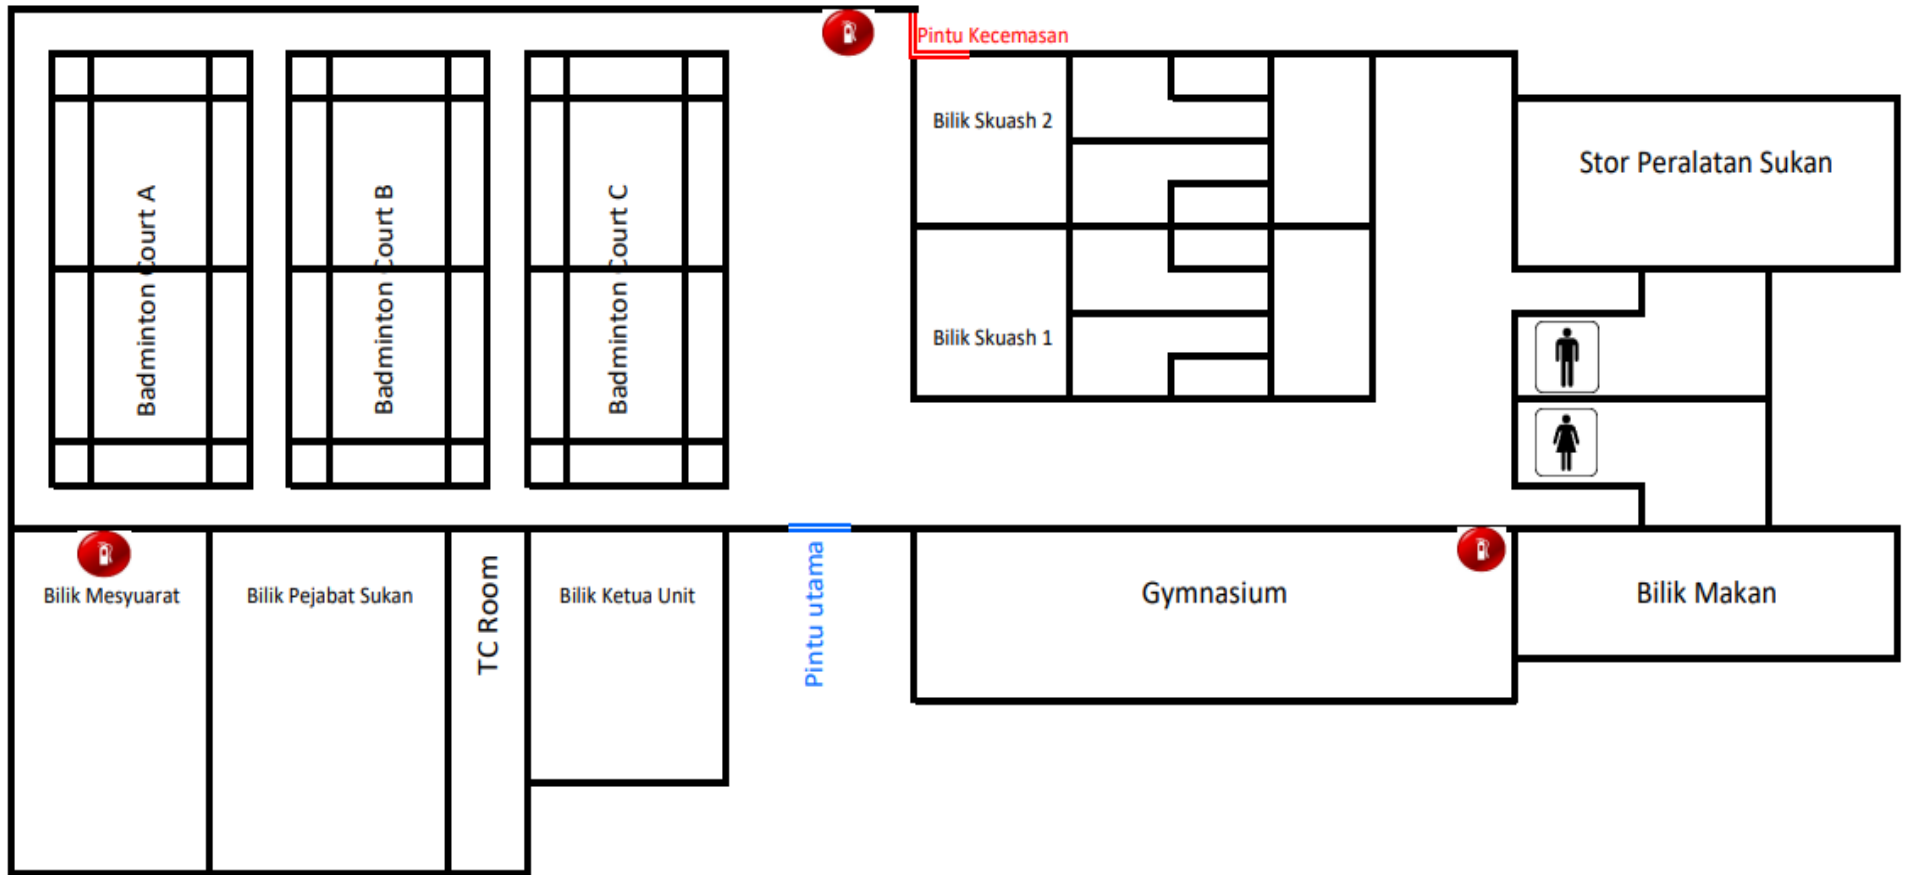 Pintu Kecemasan
Bilik Skuash 2
Stor Peralatan Sukan
Badminton Court A
Badminton Court B
Badminton Court C
Bilik Skuash 1
Bilik Mesyuarat
Bilik Pejabat Sukan
TC Room
Bilik Ketua Unit
Pintu utama
Gymnasium
Bilik Makan